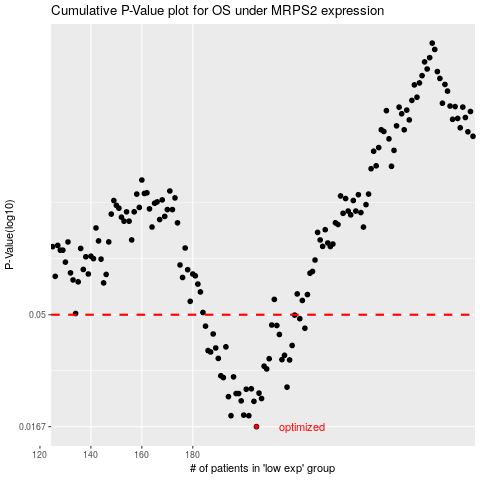 Cumulative P-Value plot for OS under MRPS2 expression
P-Value(log10)
0.05
0.0167
optimized
120 140 160 180
# of patients in 'low exp' group